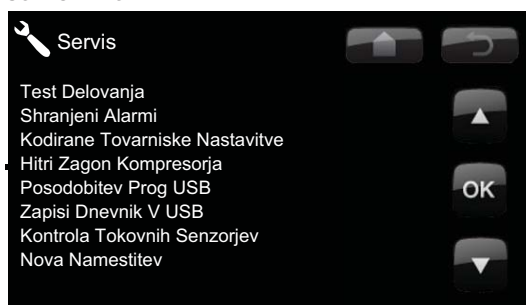 Servis
Test Delovanja
Shranjeni Alarmi
Kodirane Tovarniske Nastavitve
Hitri Zagon Kompresorja
OK
Posodobitev Prog USB
Zapisi Dnevnik V USB
Kontrola Tokovnih Senzorjev
Nova Namestitev